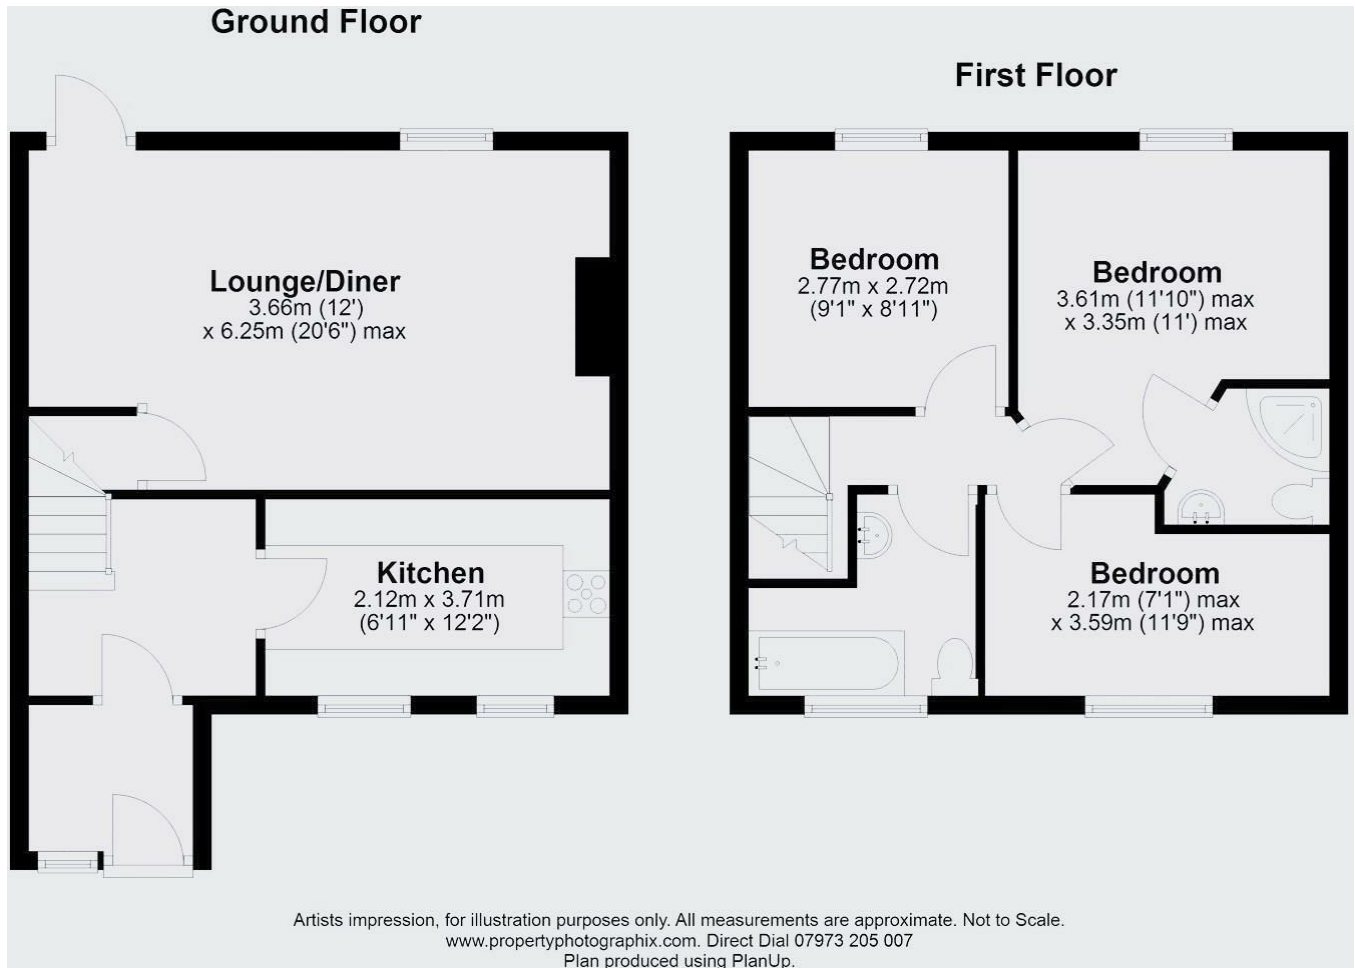 Ground Floor
First Floor
Lounge/Diner
3.66m (12')
x 6.25m (20'6") max
Kitchen
2.12m x 3.71m
(6'11" x 12'2")
Bedroom
2.77m x 2.72m
(9'1" x 8'11")
Bedroom
3.61m (11'10") max
x 3.35m (11') max
Bedroom
2.17m (7'1") max
x 3.59m (11'9") max
Artists impression, for illustration purposes only. All measurements are approximate. Not to Scale.
www.propertyphotographix.com. Direct Dial 07973 205 007
Plan produced using PlanUp.